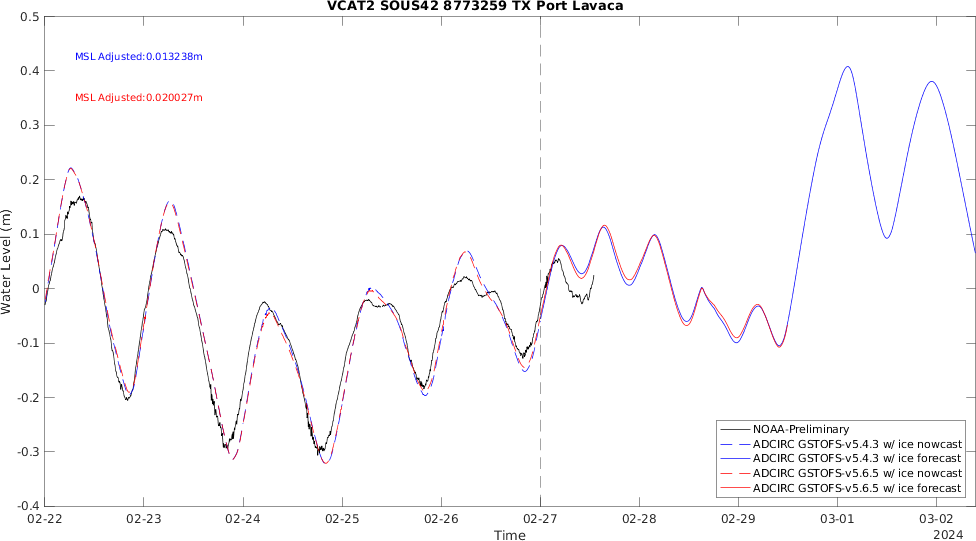 VCAT2 SOUS42 8773259 TX Port Lavaca
0.5
MSL Adjusted:0.013238m
0.4
MSL Adjusted:0.020027m
0.3
0.2
0.1
0
-0.1
-0.2
-0.3
-0.4
Water Level (m)
NOAA-Preliminary
ADCIRC GSTOFS-v5.4.3 w/ ice nowcast
ADCIRC GSTOFS-v5.4.3 w/ ice forecast
ADCIRC GSTOFS-v5.6.5 w/ ice nowcast
ADCIRC GSTOFS-v5.6.5 w/ ice forecast
02-22 02-23 02-24 02-25 02-26 02-27 02-28 02-29 03-01 03-02
Time
2024